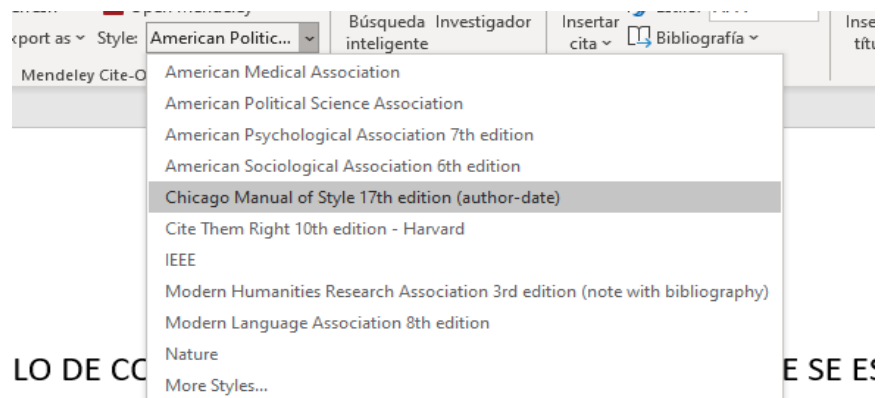 Open Mendeley
Búsqueda Investigador Insertar
port as Style: American Politic... inteligente cita Bibliografía
Mendeley Cite-O
American Medical Association
American Political Science Association
American Psychological Association 7th edition
American Sociological Association 6th edition
Chicago Manual of Style 17th edition (author-date)
Cite Them Right 10th edition - Harvard
IEEE
Modern Humanities Research Association 3rd edition (note with bibliography)
Modern Language Association 8th edition
Nature
More Styles...
LO DE CO E SE ES